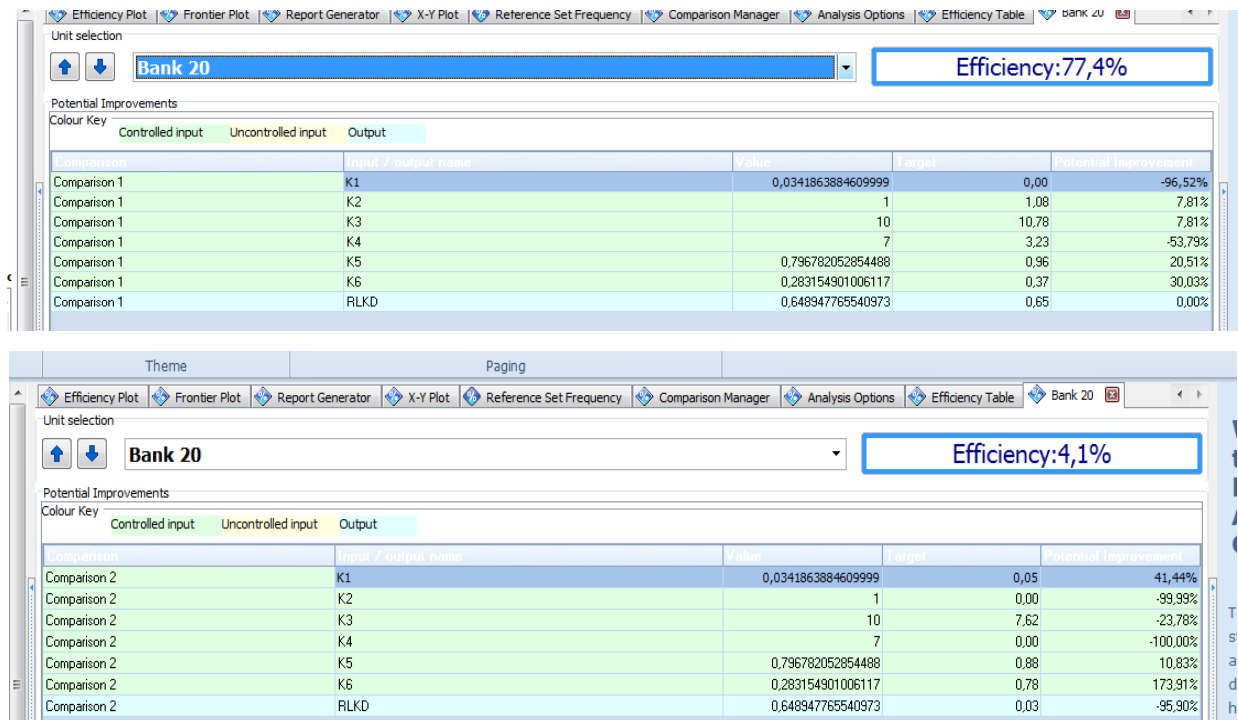 Efficiency Plot Frontier Plot Report Generator X-Y Plot Reference Set Frequency Comparison Manager Analysis Options Efficiency Table Bank 20
Unit selection
Bank 20 Efficiency:77,4%
Potential Improvements
Colour Key
Controlled input Uncontrolled input Output
Comparison Input / output name Value Target Potential Improvement
Comparison 1 K1 0,0341863884609999 0,00 -96,52%
Comparison 1 K2 1 1,08 7,81%
Comparison 1 K3 10 10,78 7,81%
Comparison 1 K4 7 3,23 -53,79%
Comparison 1 K5 0,796782052854488 0,96 20,51%
Comparison 1 K6 0,283154901006117 0,37 30,03%
Comparison 1 RLKD 0,648947765540973 0,65 0,00%
Theme Paging
Efficiency Plot Frontier Plot Report Generator X-Y Plot Reference Set Frequency Comparison Manager Analysis Options Efficiency Table Bank 20
Unit selection
Bank 20 Efficiency:4,1%
Potential Improvements
Colour Key
Controlled input Uncontrolled input Output
Comparison Input / output name Value Target Potential Improvement
Comparison 2 K1 0,0341863884609999 0,05 41,44%
Comparison 2 K2 1 0,00 -99,99%
Comparison 2 K3 10 7,62 -23,78%
Comparison 2 K4 7 0,00 -100,00%
Comparison 2 K5 0,796782052854488 0,88 10,83%
Comparison 2 K6 0,283154901006117 0,78 173,91%
Comparison 2 RLKD 0,648947765540973 0,03 -95,90%